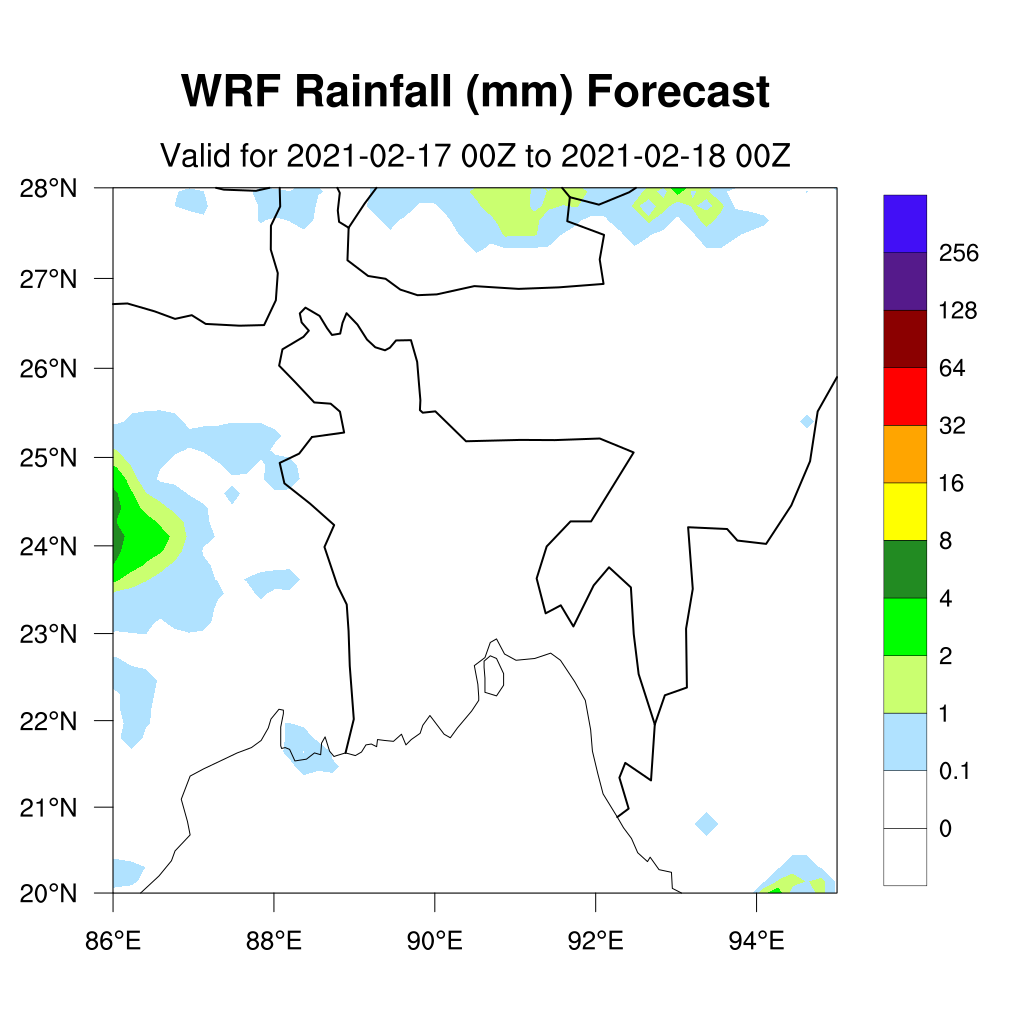 WRF Rainfall (mm) Forecast
Valid for 2021-02-17 00Z to 2021-02-18 00Z
28°N
27°N
26°N
25°N
24°N
23°N
22°N
21°N
20°N
86°E 88°E 90°E 92°E 94°E
256
128
64
32
16
8
4
2
1
0.1
0